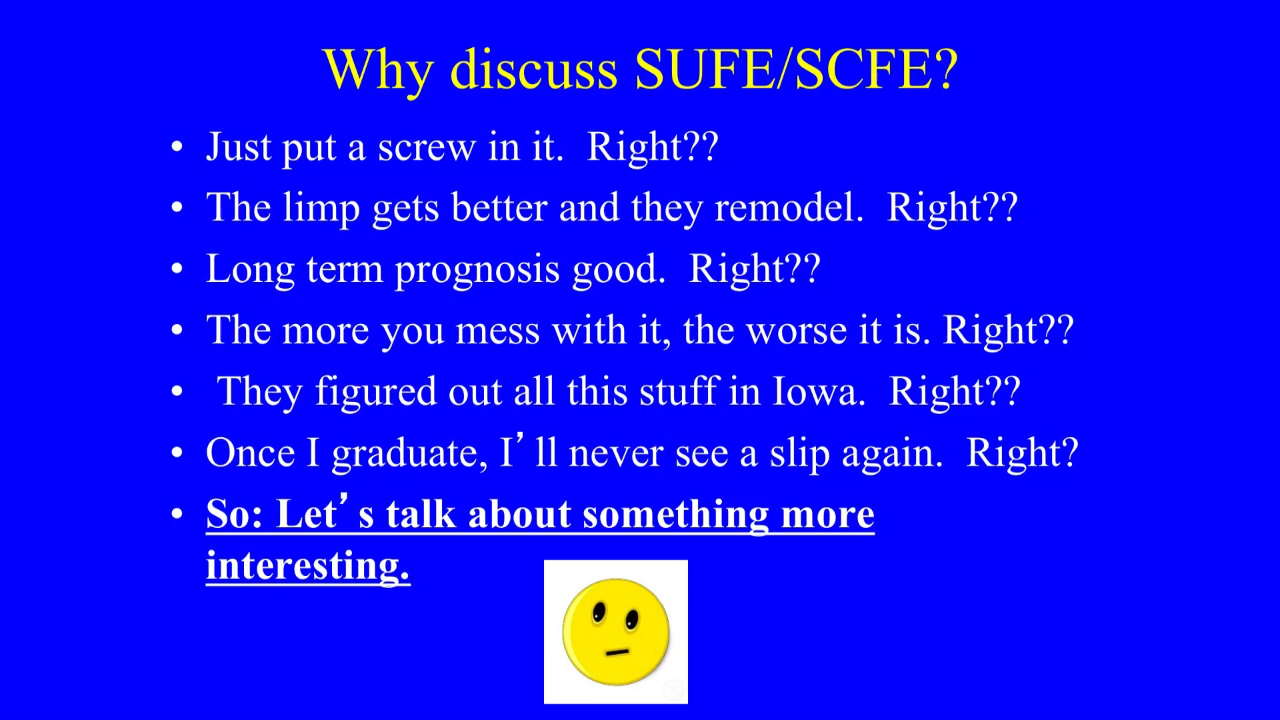 Why discuss SUFE/SCFE?
• Just put a screw in it.  Right??
• The limp gets better and they remodel.  Right??
• Long term prognosis good.  Right??
• The more you mess with it, the worse it is. Right??
•  They figured out all this stuff in Iowa.  Right??
• Once I graduate, I’ll never see a slip again.  Right?
• So: Let’s talk about something more
interesting.